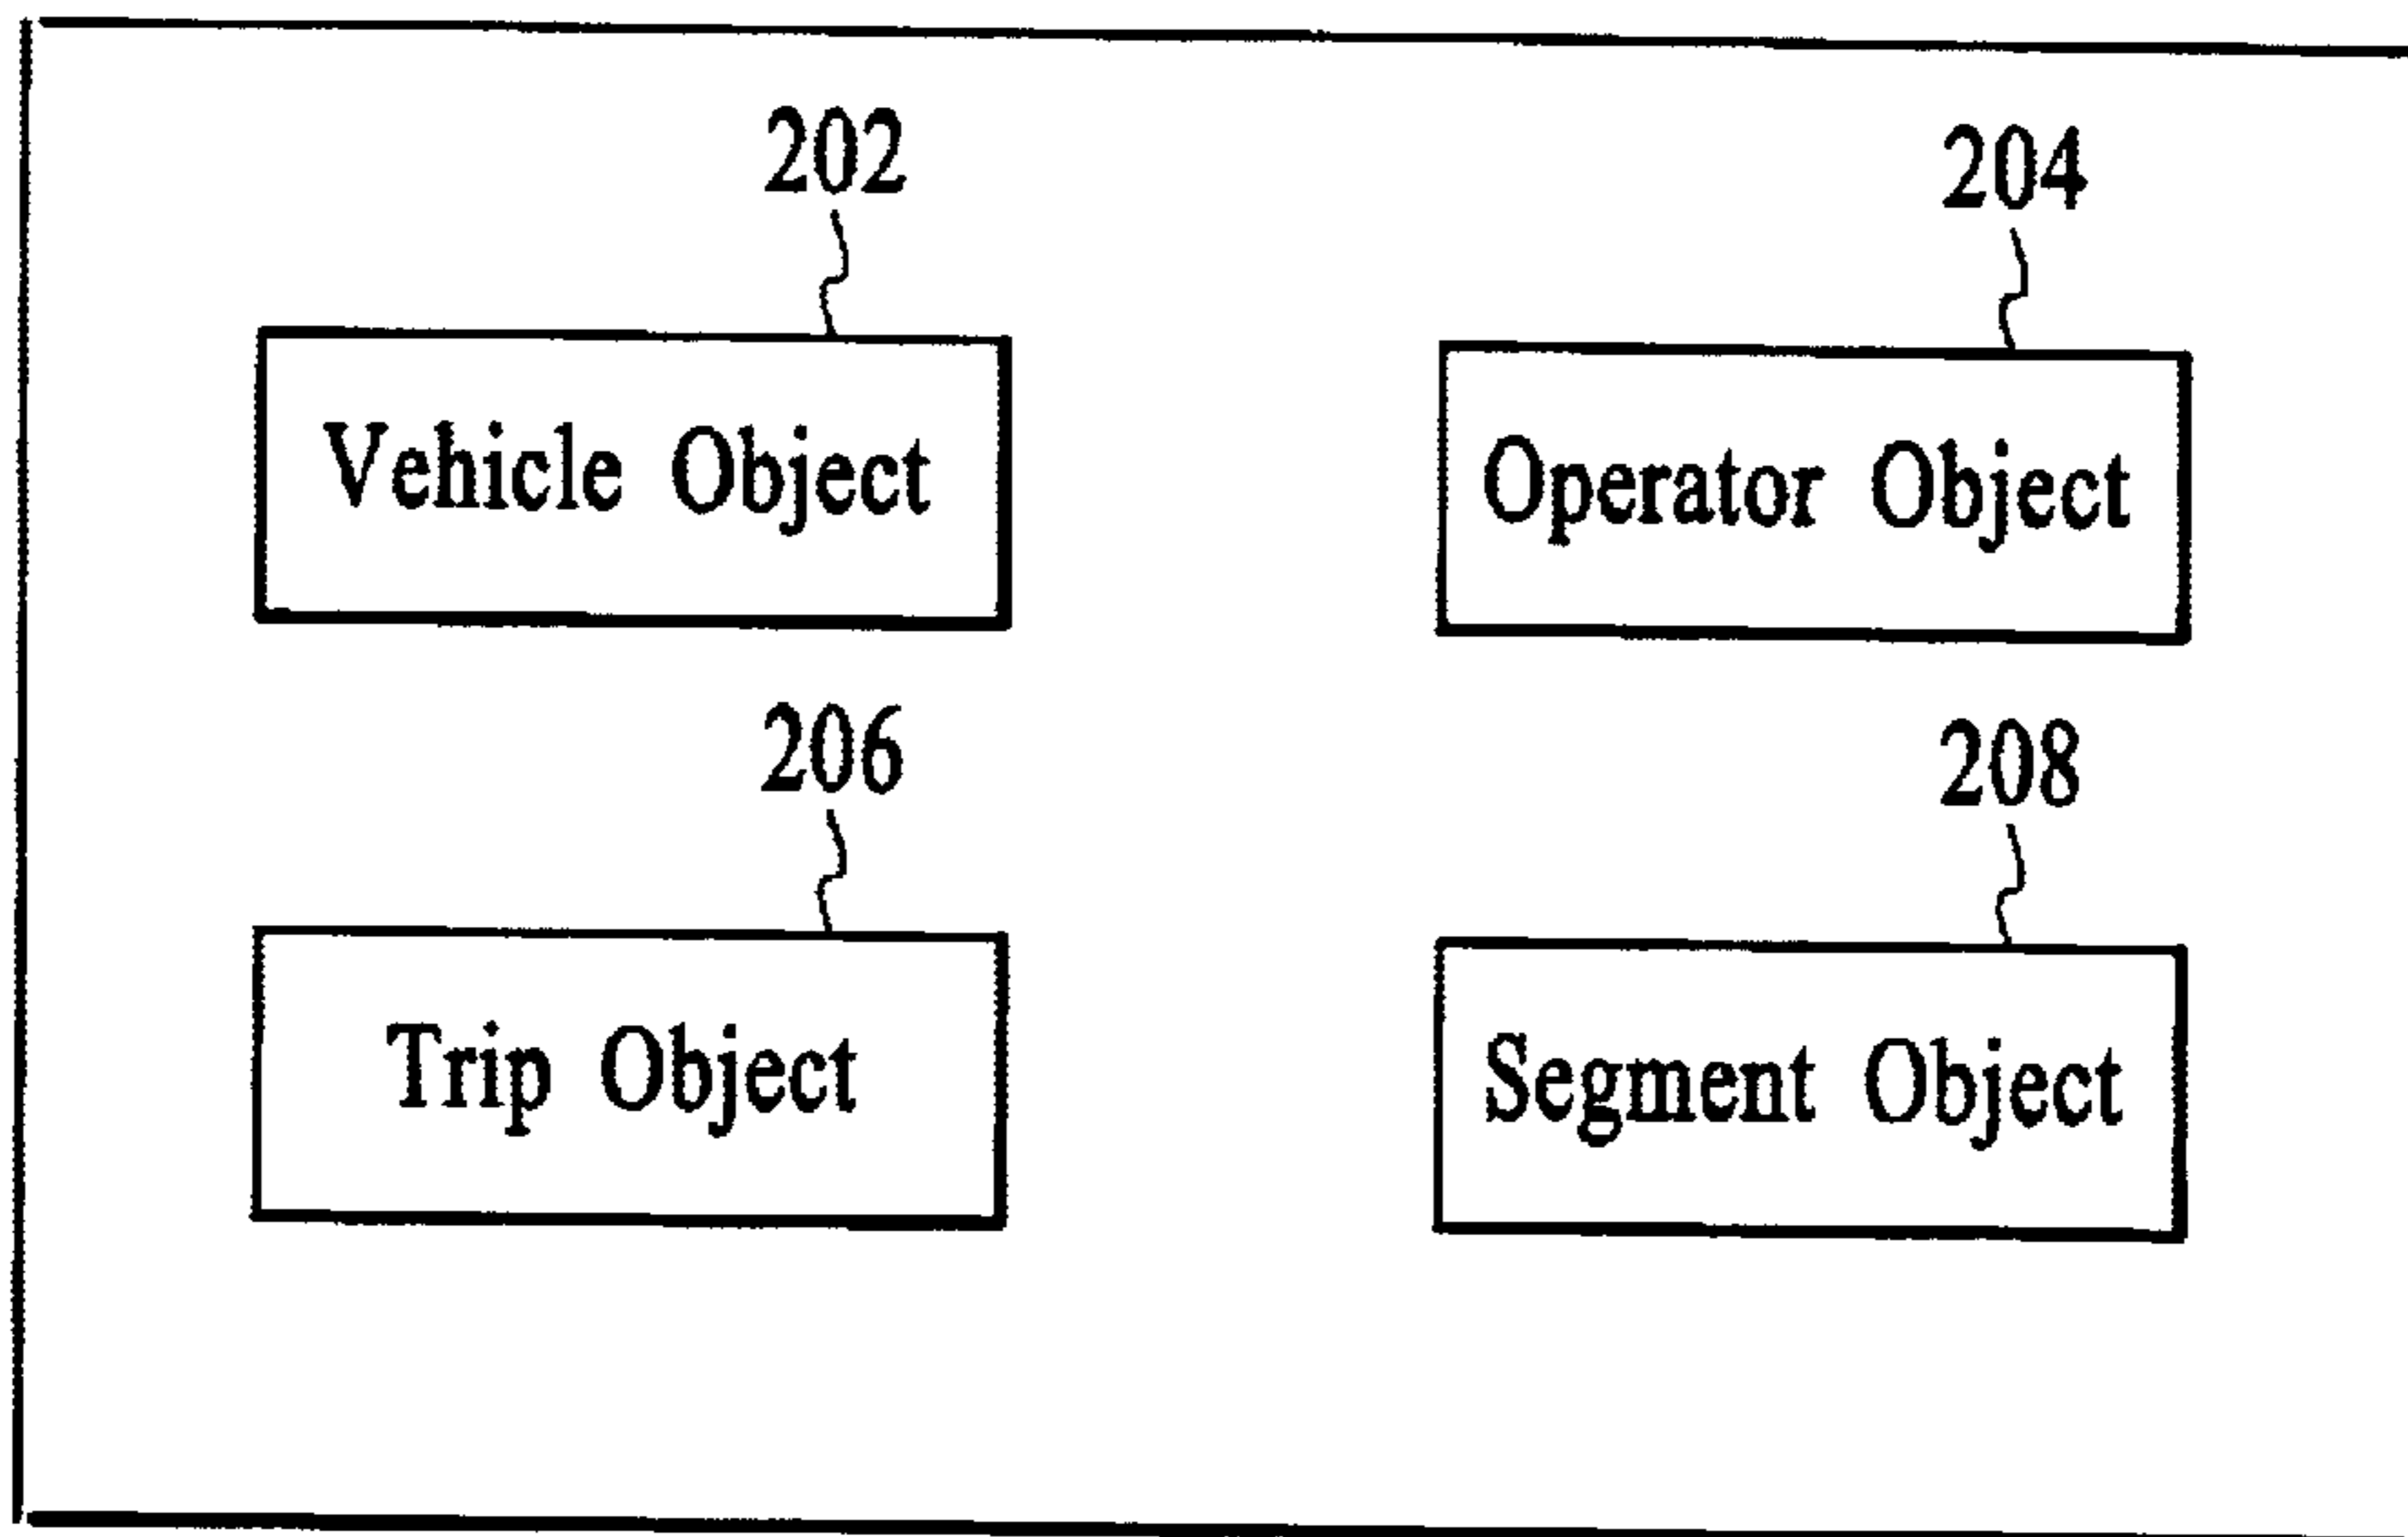 202
204
Vehicle Object
Operator Object
206
208
Trip Object
Segment Object